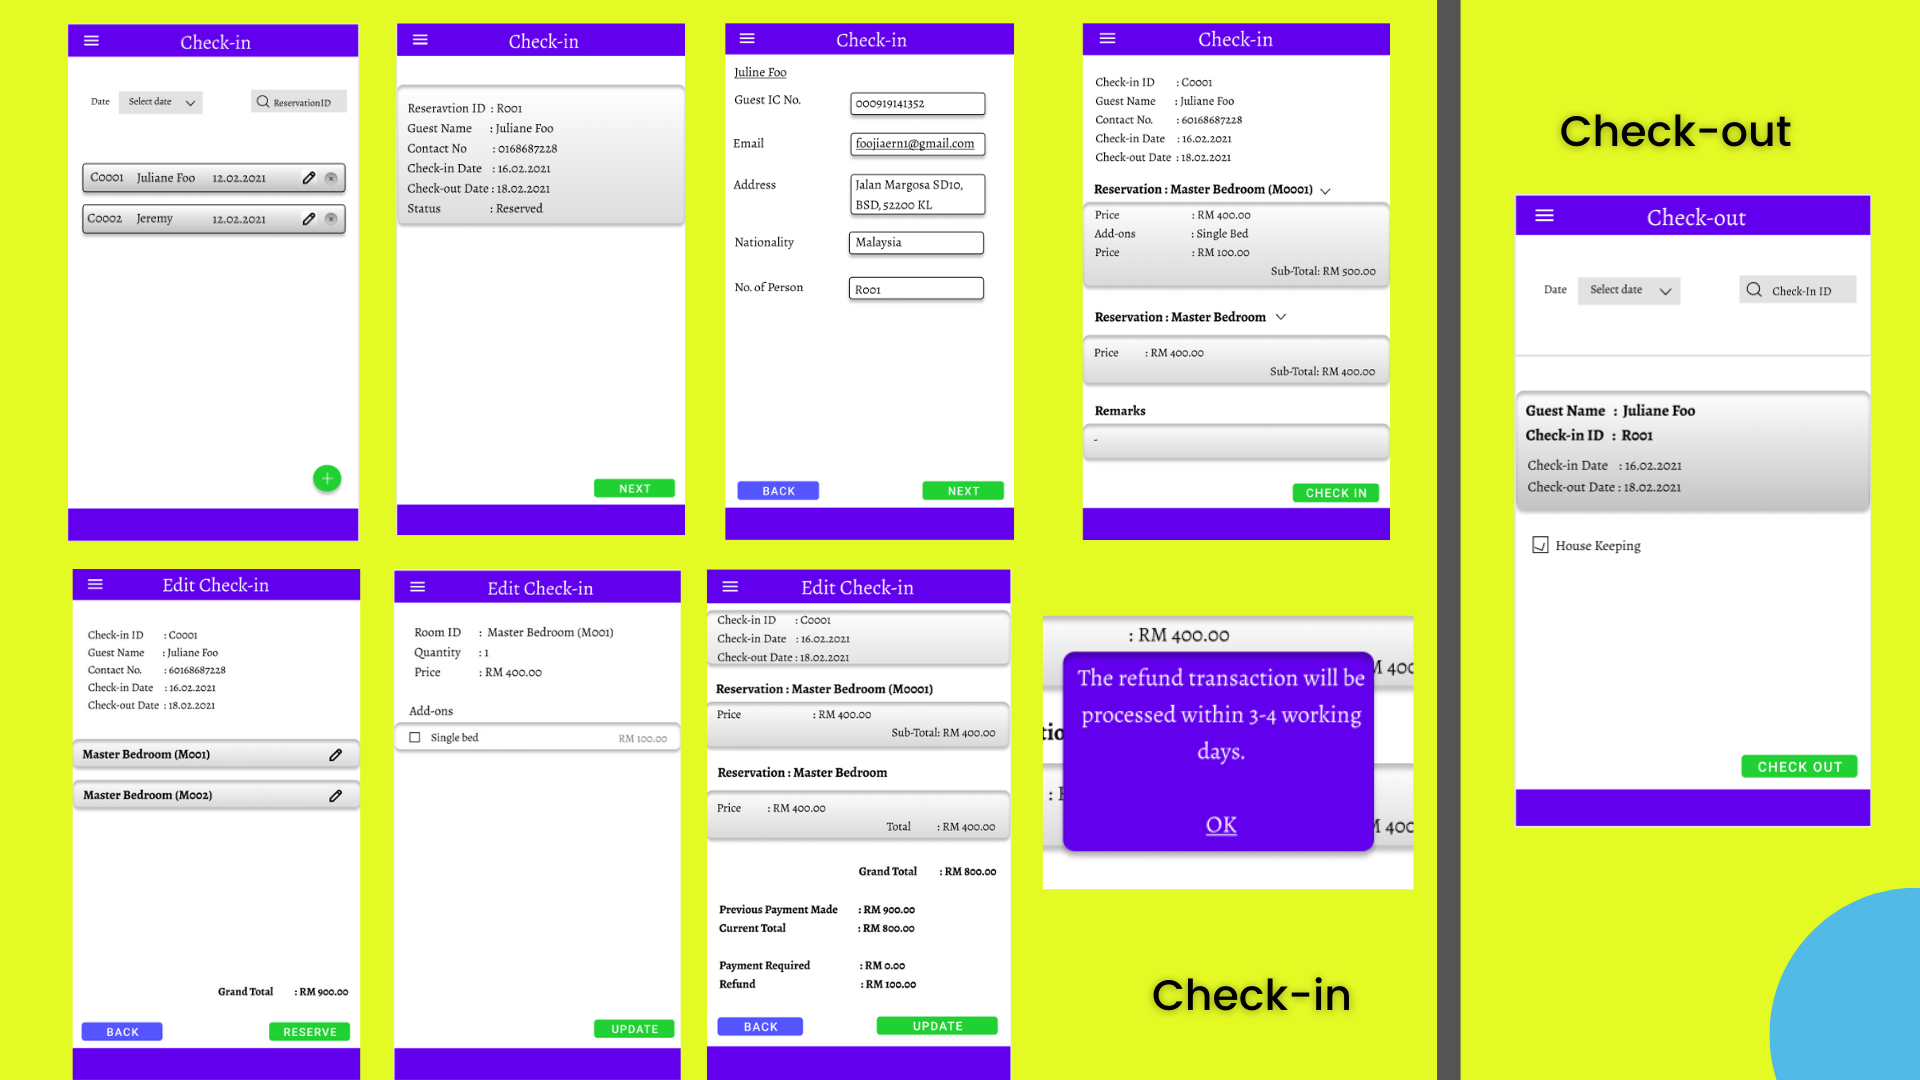 Check-in
Date Select date ReservationID
C0001 Juliane Foo 12.02.2021
C0002 Jeremy 12.02.2021
+
Check-in
Reseravtion ID : R001
Guest Name : Juliane Foo
Contact No : 0168687228
Check-in Date : 16.02.2021
Check-out Date : 18.02.2021
Status : Reserved
NEXT
Check-in
Juline Foo
Guest IC No. 000919141352
Email foojiaern1@gmail.com
Address Jalan Margosa SD10,
BSD, 52200 KL
Nationality Malaysia
No. of Person R001
BACK NEXT
Check-in
Check-in ID : C0001
Guest Name : Juliane Foo
Contact No. : 60168687228
Check-in Date : 16.02.2021
Check-out Date : 18.02.2021
Reservation : Master Bedroom (M0001)
Price : RM 400.00
Add-ons : Single Bed
Price : RM 100.00
Sub-Total: RM 500.00
Reservation : Master Bedroom
Price : RM 400.00
Sub-Total: RM 400.00
Remarks
-
CHECK IN
Edit Check-in
Check-in ID : C0001
Guest Name : Juliane Foo
Contact No. : 60168687228
Check-in Date : 16.02.2021
Check-out Date : 18.02.2021
Master Bedroom (M001)
Master Bedroom (M002)
Grand Total : RM 900.00
BACK RESERVE
Edit Check-in
Room ID : Master Bedroom (M001)
Quantity : 1
Price : RM 400.00
Add-ons
Single bed RM 100.00
UPDATE
Edit Check-in
Check-in ID : C0001
Check-in Date : 16.02.2021
Check-out Date : 18.02.2021
Reservation : Master Bedroom (M0001)
Price : RM 400.00
Sub-Total: RM 400.00
Reservation : Master Bedroom
Price : RM 400.00
Total : RM 400.00
Grand Total : RM 800.00
Previous Payment Made : RM 900.00
Current Total : RM 800.00
Payment Required : RM 0.00
Refund : RM 100.00
BACK UPDATE
: RM 400.00
The refund transaction will be
processed within 3-4 working
days.
OK
Check-in
Check-out
Check-out
Date Select date Check-In ID
Guest Name : Juliane Foo
Check-in ID : R001
Check-in Date : 16.02.2021
Check-out Date : 18.02.2021
House Keeping
CHECK OUT